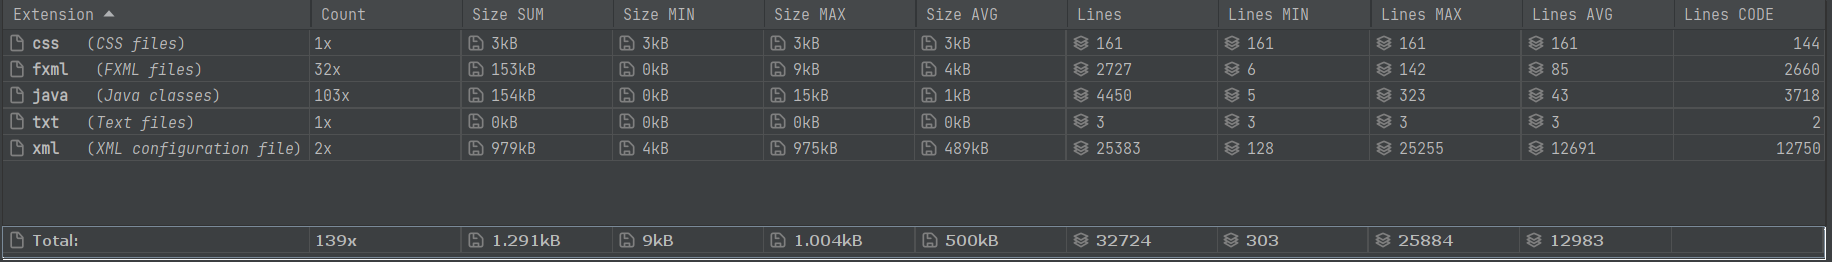 Extension Count Size SUM Size MIN Size MAX Size AVG Lines Lines MIN Lines MAX Lines AVG Lines CODE
css (CSS files) 1x 3kB 3kB 3kB 3kB 161 161 161 161 144
fxml (FXML files) 32x 153kB 0kB 9kB 4kB 2727 6 142 85 2660
java (Java classes) 103x 154kB 0kB 15kB 1kB 4450 5 323 43 3718
txt (Text files) 1x 0kB 0kB 0kB 0kB 3 3 3 3 2
xml (XML configuration file) 2x 979kB 4kB 975kB 489kB 25383 128 25255 12691 12750
Total: 139x 1.291kB 9kB 1.004kB 500kB 32724 303 25884 12983